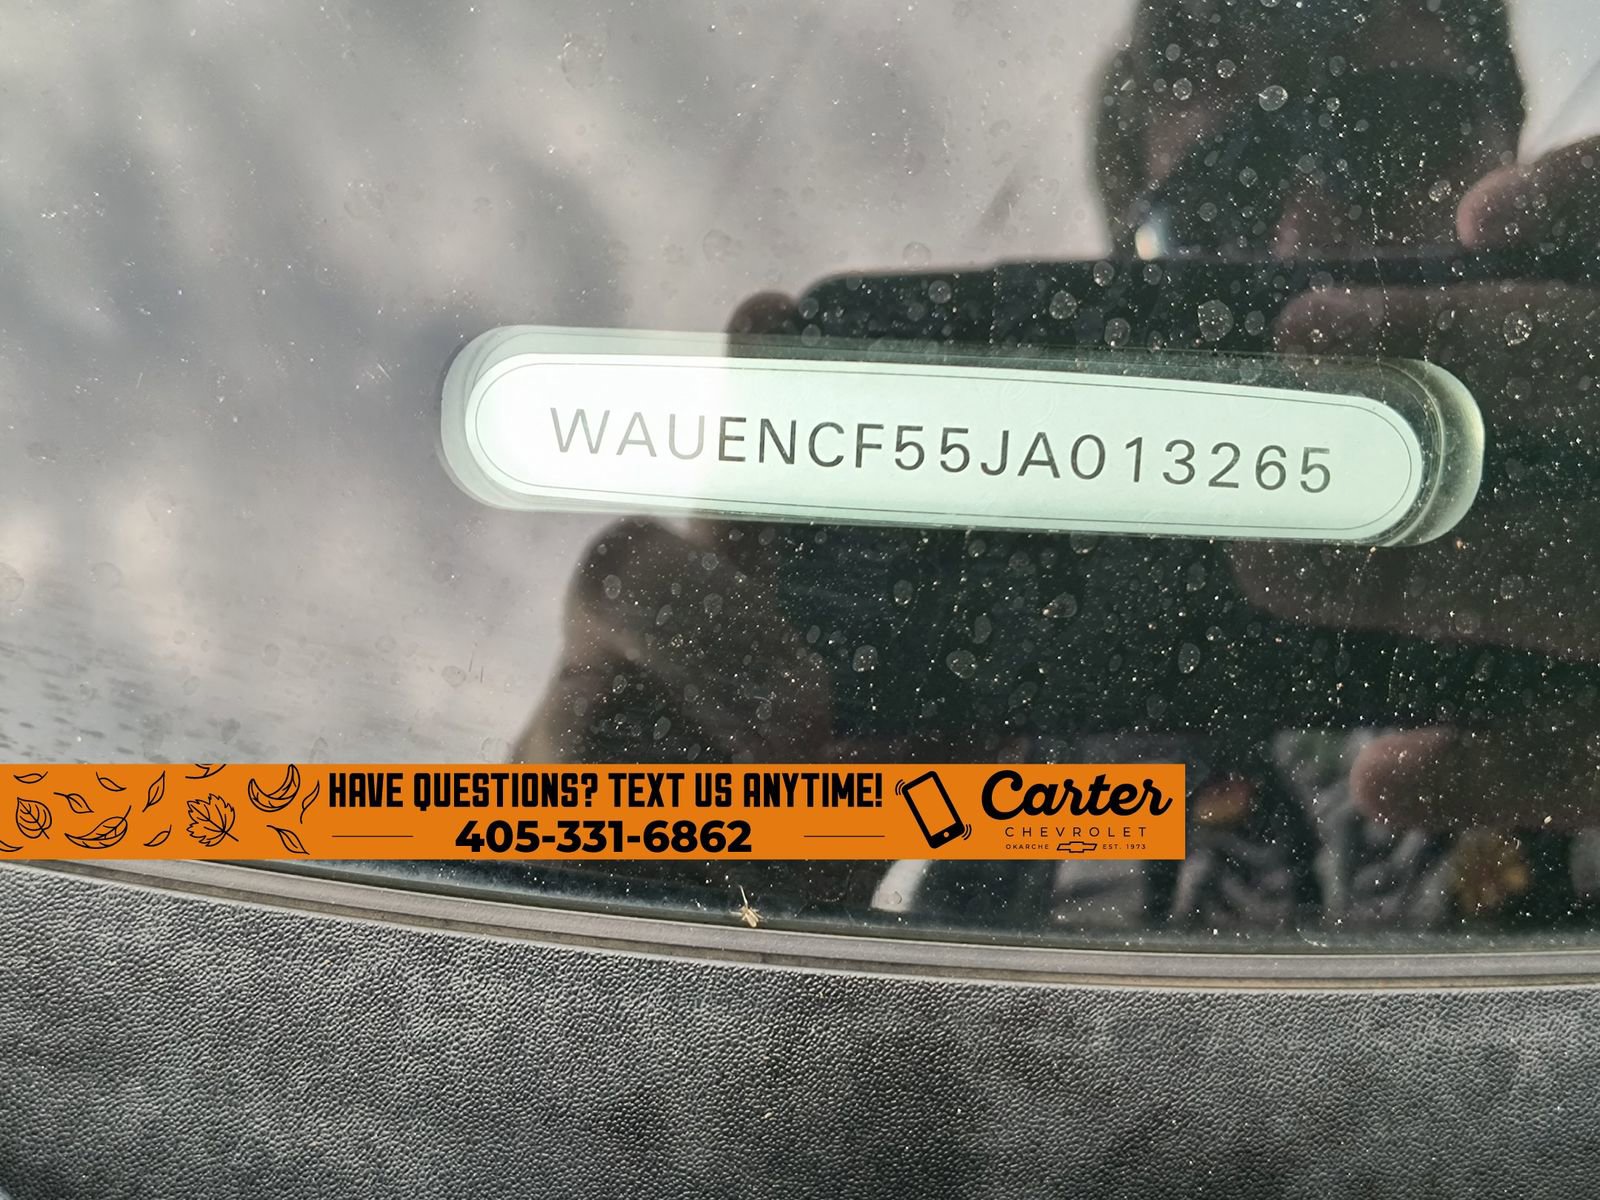 WAUENCF55JA013265
HAVE QUESTIONS? TEXT US ANYTIME!
405-331-6862
Carter
CHEVROLET
OKARCHE EST. 1973